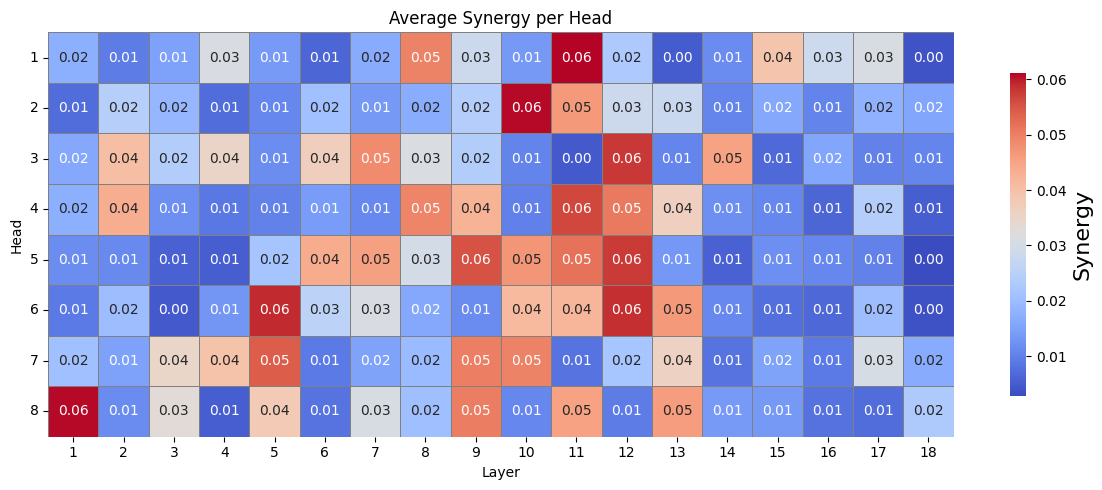 Average Synergy per Head
1 0.02 0.01 0.01 0.03 0.01 0.01 0.02 0.05 0.03 0.01 0.06 0.02 0.00 0.01 0.04 0.03 0.03 0.00
2 0.01 0.02 0.02 0.01 0.01 0.02 0.01 0.02 0.02 0.06 0.05 0.03 0.03 0.01 0.02 0.01 0.02 0.02
3 0.02 0.04 0.02 0.04 0.01 0.04 0.05 0.03 0.02 0.01 0.00 0.06 0.01 0.05 0.01 0.02 0.01 0.01
4 0.02 0.04 0.01 0.01 0.01 0.01 0.01 0.05 0.04 0.01 0.06 0.05 0.04 0.01 0.01 0.01 0.02 0.01
5 0.01 0.01 0.01 0.01 0.02 0.04 0.05 0.03 0.06 0.05 0.05 0.06 0.01 0.01 0.01 0.01 0.01 0.00
6 0.01 0.02 0.00 0.01 0.06 0.03 0.03 0.02 0.01 0.04 0.04 0.06 0.05 0.01 0.01 0.01 0.02 0.00
7 0.02 0.01 0.04 0.04 0.05 0.01 0.02 0.02 0.05 0.05 0.01 0.02 0.04 0.01 0.02 0.01 0.03 0.02
8 0.06 0.01 0.03 0.01 0.04 0.01 0.03 0.02 0.05 0.01 0.05 0.01 0.05 0.01 0.01 0.01 0.01 0.02
1 2 3 4 5 6 7 8 9 10 11 12 13 14 15 16 17 18
Layer
Head
0.06
0.05
0.04
0.03
0.02
0.01
Synergy